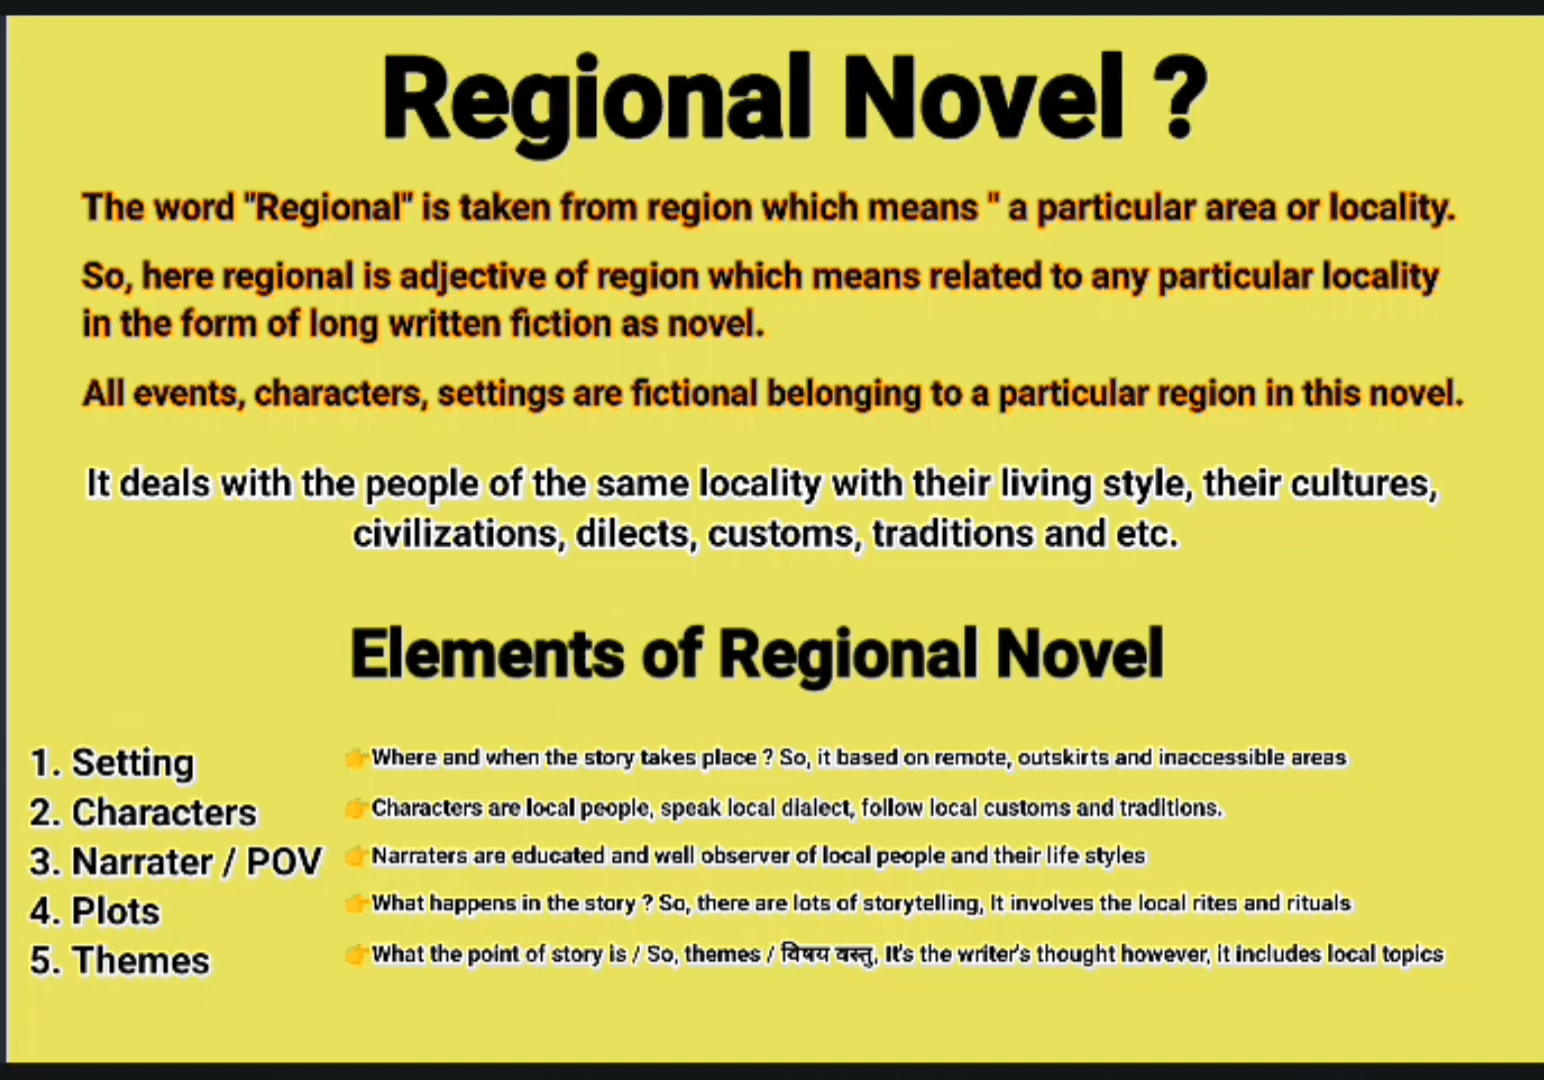 Regional Novel ?
The word "Regional" is taken from region which means " a particular area or locality.
So, here regional is adjective of region which means related to any particular locality
in the form of long written fiction as novel.
All events, characters, settings are fictional belonging to a particular region in this novel.
It deals with the people of the same locality with their living style, their cultures,
civilizations, dilects, customs, traditions and etc.
Elements of Regional Novel
1. Setting 👉Where and when the story takes place ? So, it based on remote, outskirts and inaccessible areas
2. Characters 👉Characters are local people, speak local dialect, follow local customs and traditions.
3. Narrater / POV 👉Narraters are educated and well observer of local people and their life styles
4. Plots 👉What happens in the story ? So, there are lots of storytelling, It involves the local rites and rituals
5. Themes 👉What the point of story is / So, themes / विषय वस्तु, It's the writer's thought however, it includes local topics